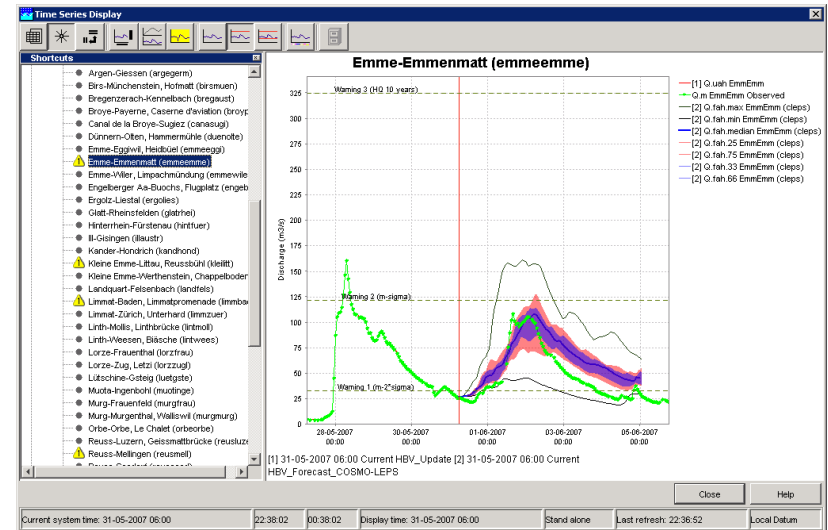 Time Series Display
Shortcuts
Argen-Giessen (argegerm)
Birs-Münchenstein, Hofmatt (birsmuen)
Bregenzerach-Kennelbach (bregaust)
Broye-Payerne, Caserne d'aviation (broyp
Canal de la Broye-Sugiez (canasugi)
Dünnern-Olten, Hammermühle (duenolte)
Emme-Eggiwil, Heidbüel (emmeeggi)
Emme-Emmenmatt (emmeemme)
Emme-Wiler, Limpachmündung (emmewile
Engelberger Aa-Buochs, Flugplatz (engeb
Ergolz-Liestal (ergolies)
Glatt-Rheinsfelden (glatrhei)
Hinterrhein-Fürstenau (hintfuer)
Ill-Gisingen (illaustr)
Kander-Hondrich (kandhond)
Kleine Emme-Littau, Reussbühl (kleilitt)
Kleine Emme-Werthenstein, Chappelboder
Landquart-Felsenbach (landfels)
Limmat-Baden, Limmatpromenade (limmba
Limmat-Zürich, Unterhard (limmzuer)
Linth-Mollis, Linthbrücke (lintmoll)
Linth-Weesen, Biäsche (lintwees)
Lorze-Frauenthal (lorzfrau)
Lorze-Zug, Letzi (lorzzugl)
Lütschine-Gsteig (luetgste)
Muota-Ingenbohl (muotinge)
Murg-Frauenfeld (murgfrau)
Murg-Murgenthal, Walliswil (murgmurg)
Orbe-Orbe, Le Chalet (orbeorbe)
Reuss-Luzern, Geissmattbrücke (reusluze
Reuss-Mellingen (reusmell)
Emme-Emmenmatt (emmeemme)
Discharge (m3/s)
325
300
275
250
225
200
175
150
125
100
75
50
25
0
Warning 3 (HQ 10 years)
Warning 2 (m-sigma)
Warning 1 (m-2*sigma)
28-05-2007 30-05-2007 01-06-2007 03-06-2007 05-06-2007
00:00 00:00 00:00 00:00 00:00
[1] Q.uah EmmEmm
Q.m EmmEmm Observed
[2] Q.fah.max EmmEmm (cleps)
[2] Q.fah.min EmmEmm (cleps)
[2] Q.fah.median EmmEmm (cleps)
[2] Q.fah.25 EmmEmm (cleps)
[2] Q.fah.75 EmmEmm (cleps)
[2] Q.fah.33 EmmEmm (cleps)
[2] Q.fah.66 EmmEmm (cleps)
[1] 31-05-2007 06:00 Current HBV_Update [2] 31-05-2007 06:00 Current
HBV_Forecast_COSMO-LEPS
Close Help
Current system time: 31-05-2007 06:00 22:38:02 00:38:02 Display time: 31-05-2007 06:00 Stand alone Last refresh: 22:36:52 Local Datum